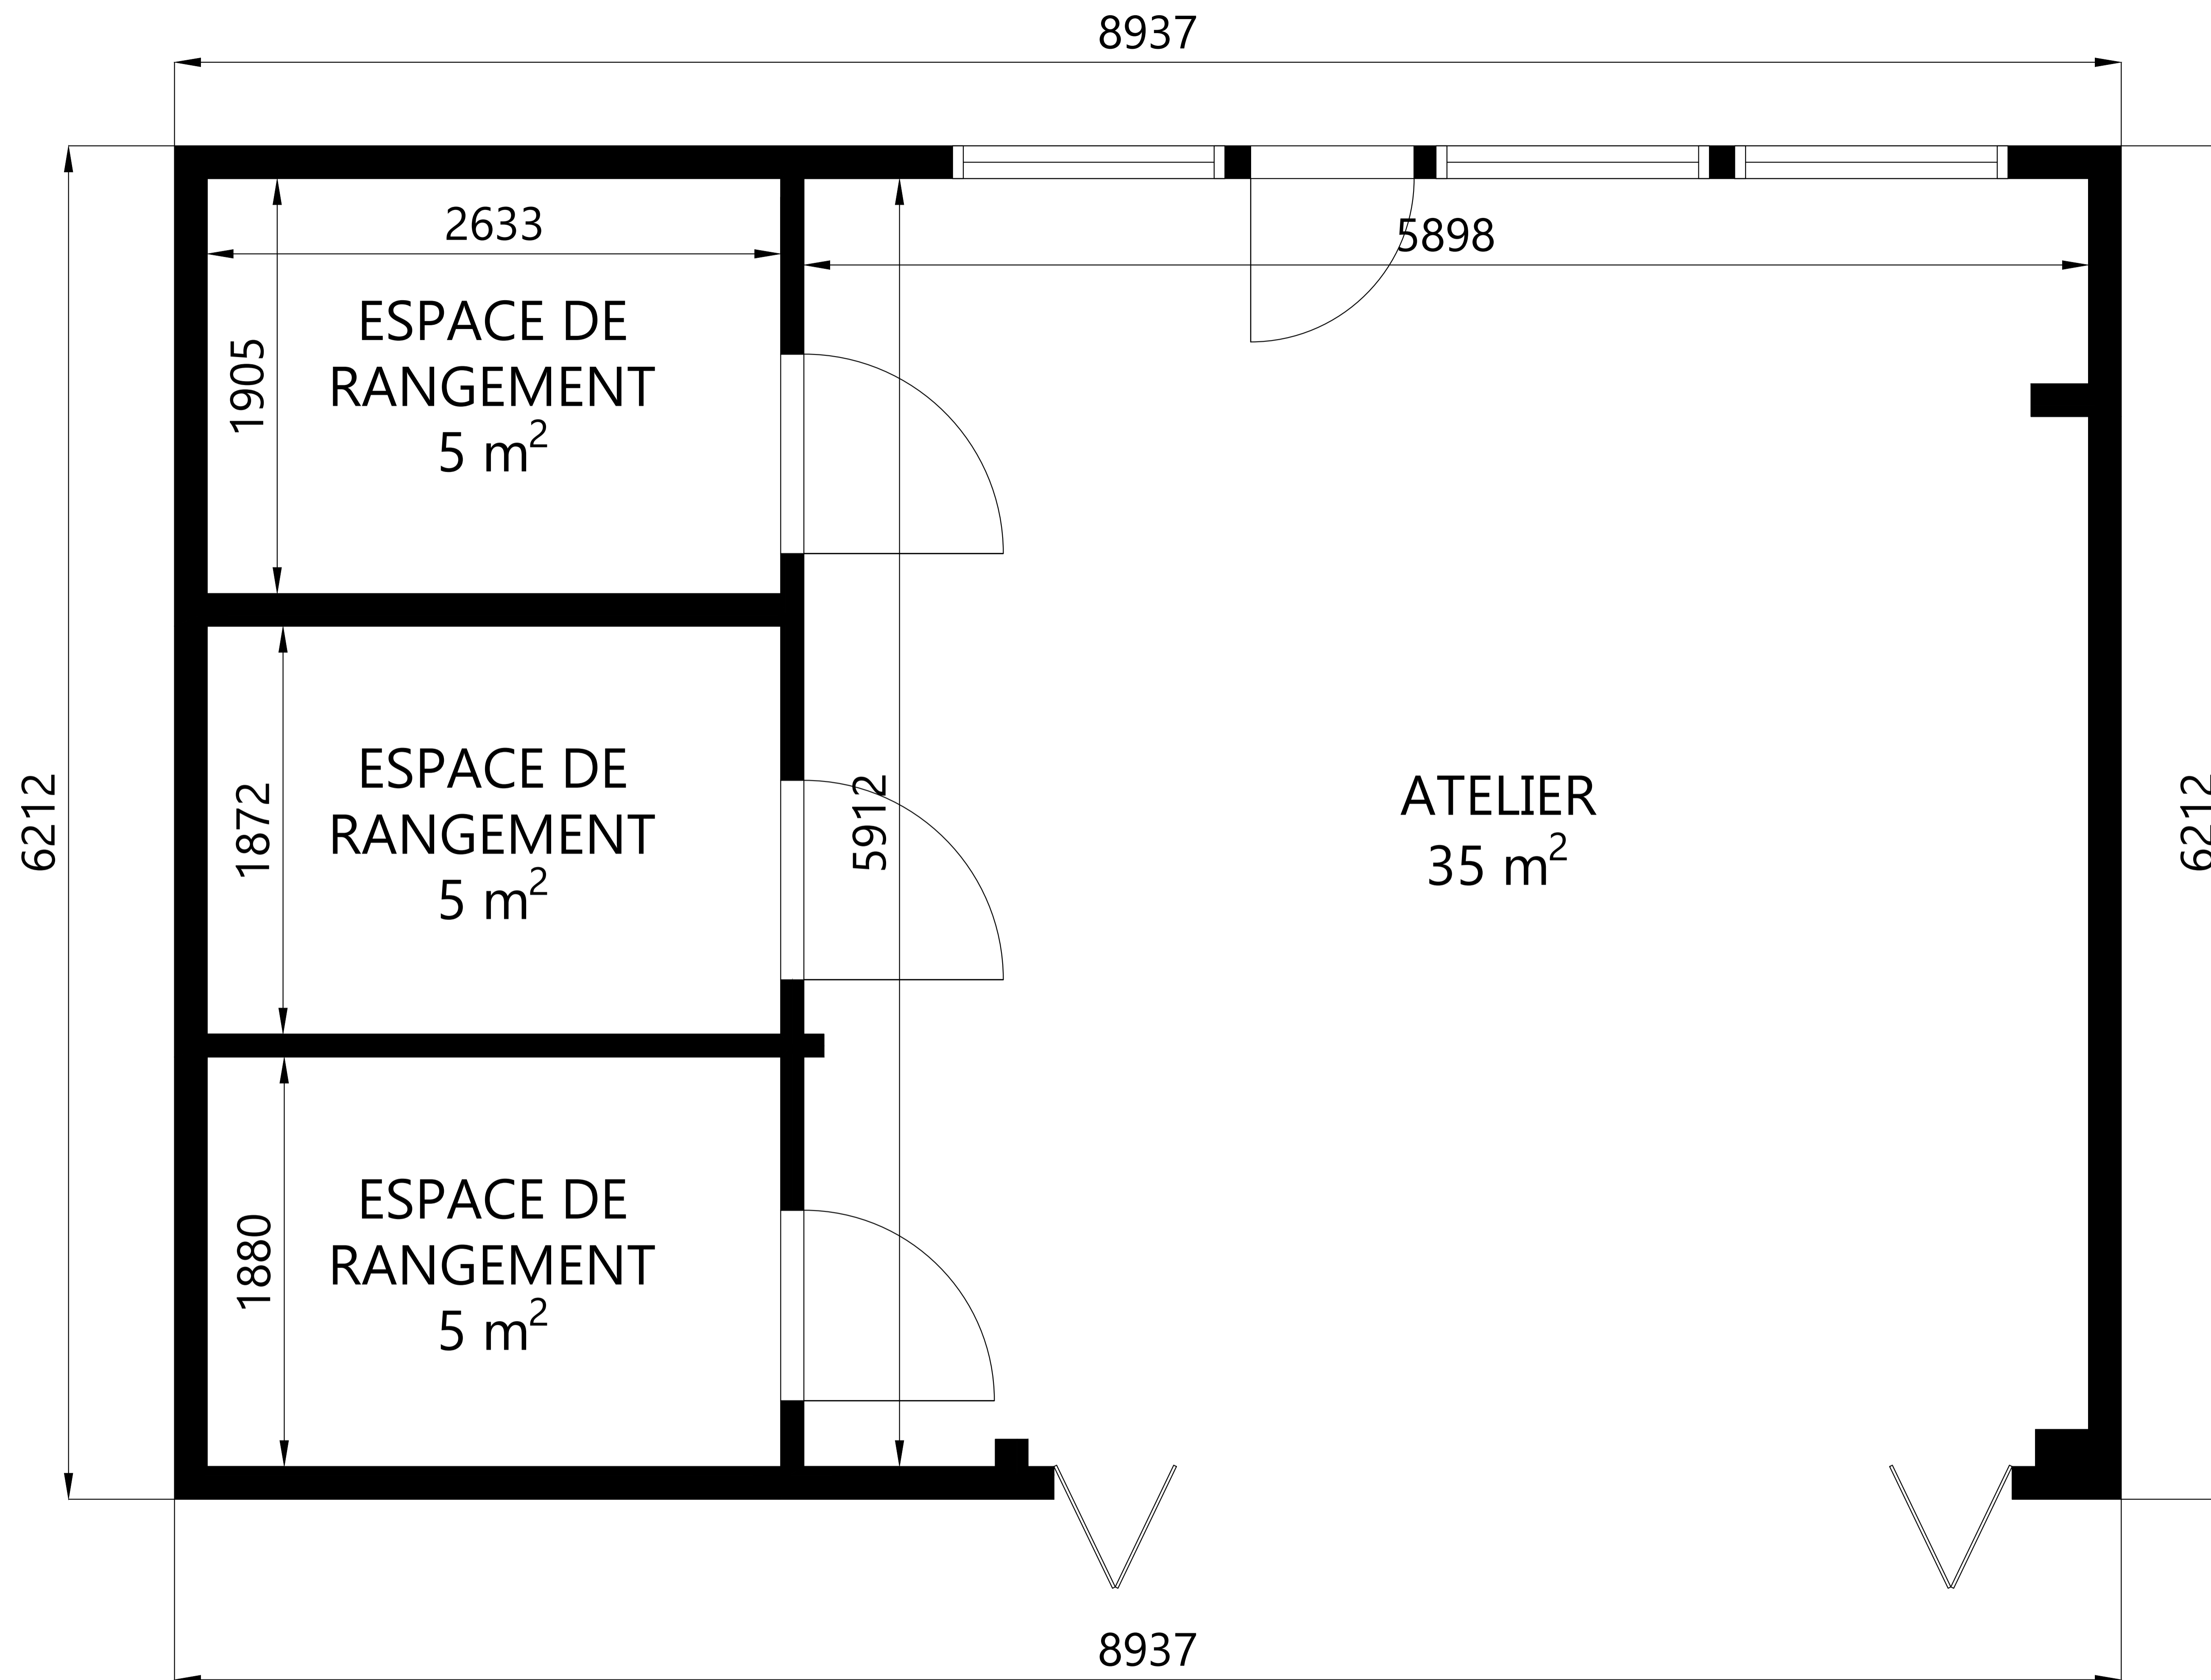 8937
2633
5898
ESPACE DE
RANGEMENT
5 m²
1905
6212
1872
ESPACE DE
RANGEMENT
5 m²
5912
ATELIER
35 m²
6212
1880
ESPACE DE
RANGEMENT
5 m²
8937